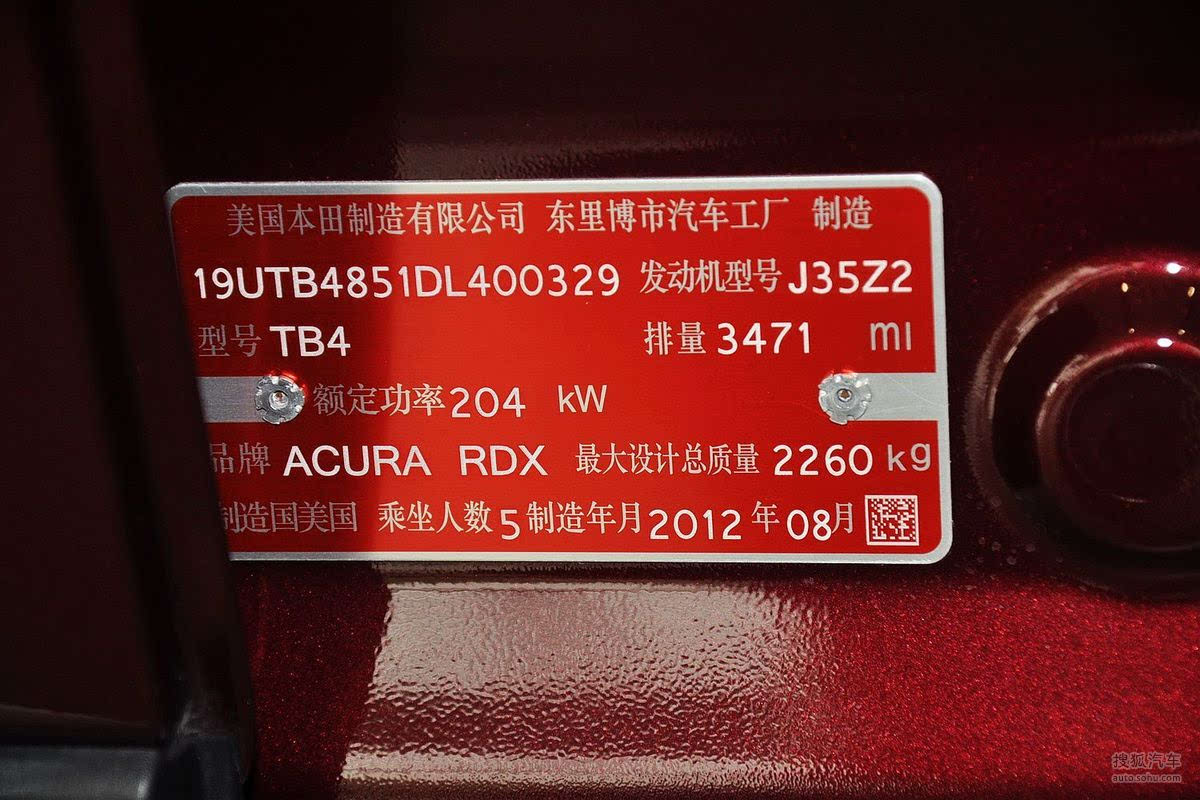 美国本田制造有限公司 东里博市汽车工厂 制造
19UTB4851DL400329 发动机型号 J35Z2
型号 TB4 排量 3471 ml
额定功率 204 kW
品牌 ACURA RDX 最大设计总质量 2260 kg
制造国美国 乘坐人数 5 制造年月 2012 年 08月
搜狐汽车
auto.sohu.com